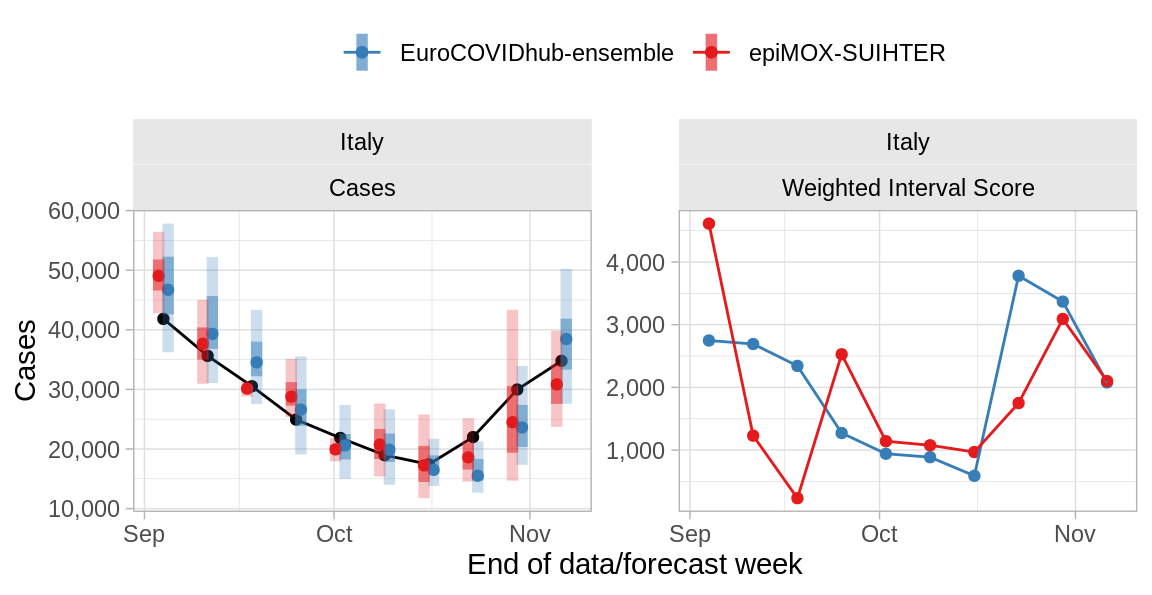 EuroCOVIDhub-ensemble epiMOX-SUIHTER
Italy
Cases
60,000
50,000
40,000
30,000
20,000
10,000
Cases
Sep Oct Nov
Italy
Weighted Interval Score
4,000
3,000
2,000
1,000
Sep Oct Nov
End of data/forecast week